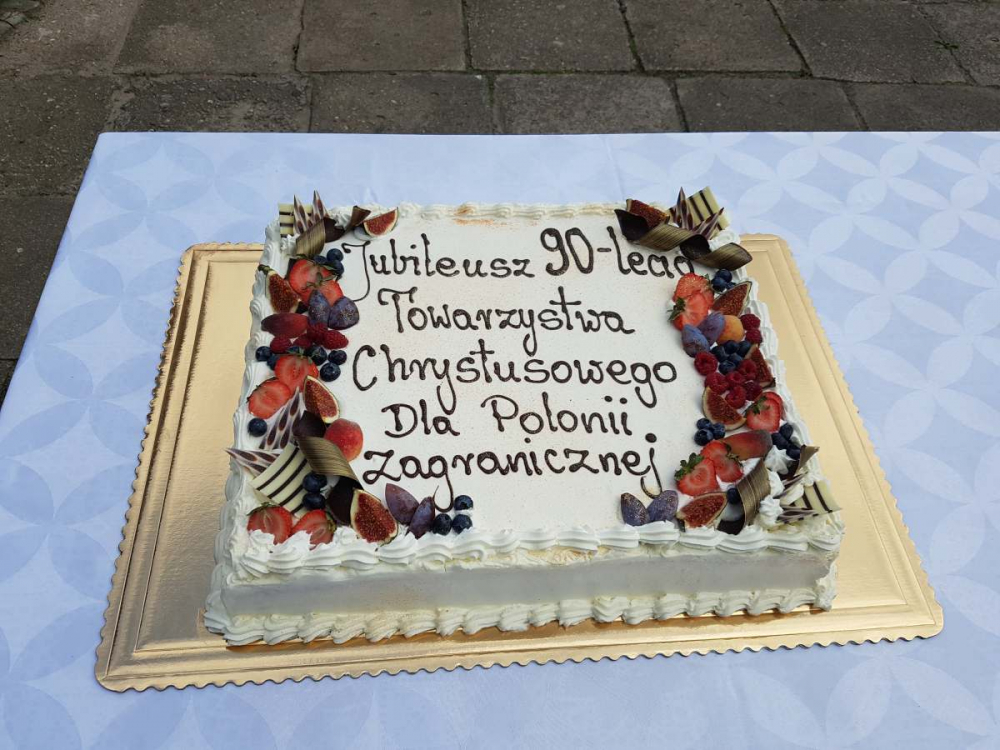 Jubileusz 90-lecia
Towarzystwa
Chrystusowego
Dla Polonii
zagranicznej